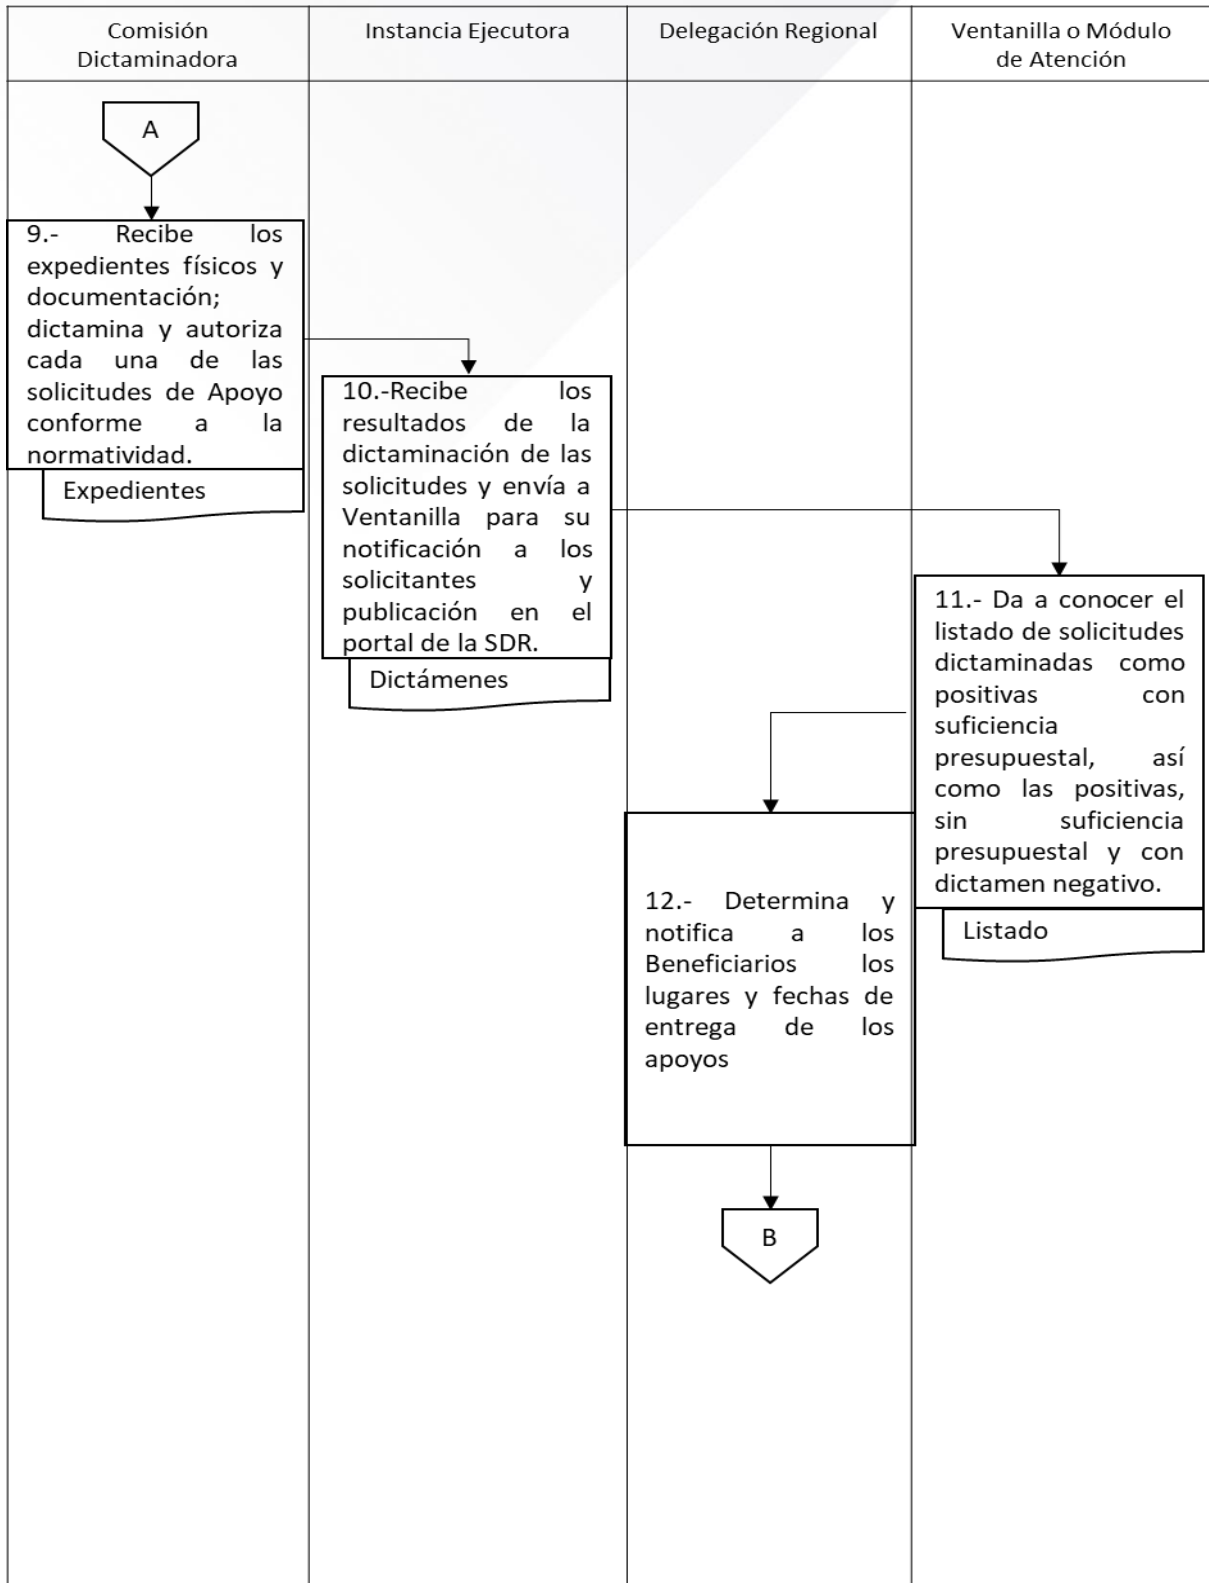 Comisión
Dictaminadora
Instancia Ejecutora
Delegación Regional
Ventanilla o Módulo
de Atención
A
9.- Recibe los
expedientes físicos y
documentación;
dictamina y autoriza
cada una de las
solicitudes de Apoyo
conforme a la
normatividad.
Expedientes
10.-Recibe los
resultados de la
dictaminación de las
solicitudes y envía a
Ventanilla para su
notificación a los
solicitantes y
publicación en el
portal de la SDR.
Dictámenes
11.- Da a conocer el
listado de solicitudes
dictaminadas como
positivas con
suficiencia
presupuestal, así
como las positivas,
sin suficiencia
presupuestal y con
dictamen negativo.
Listado
12.- Determina y
notifica a los
Beneficiarios los
lugares y fechas de
entrega de los
apoyos
B